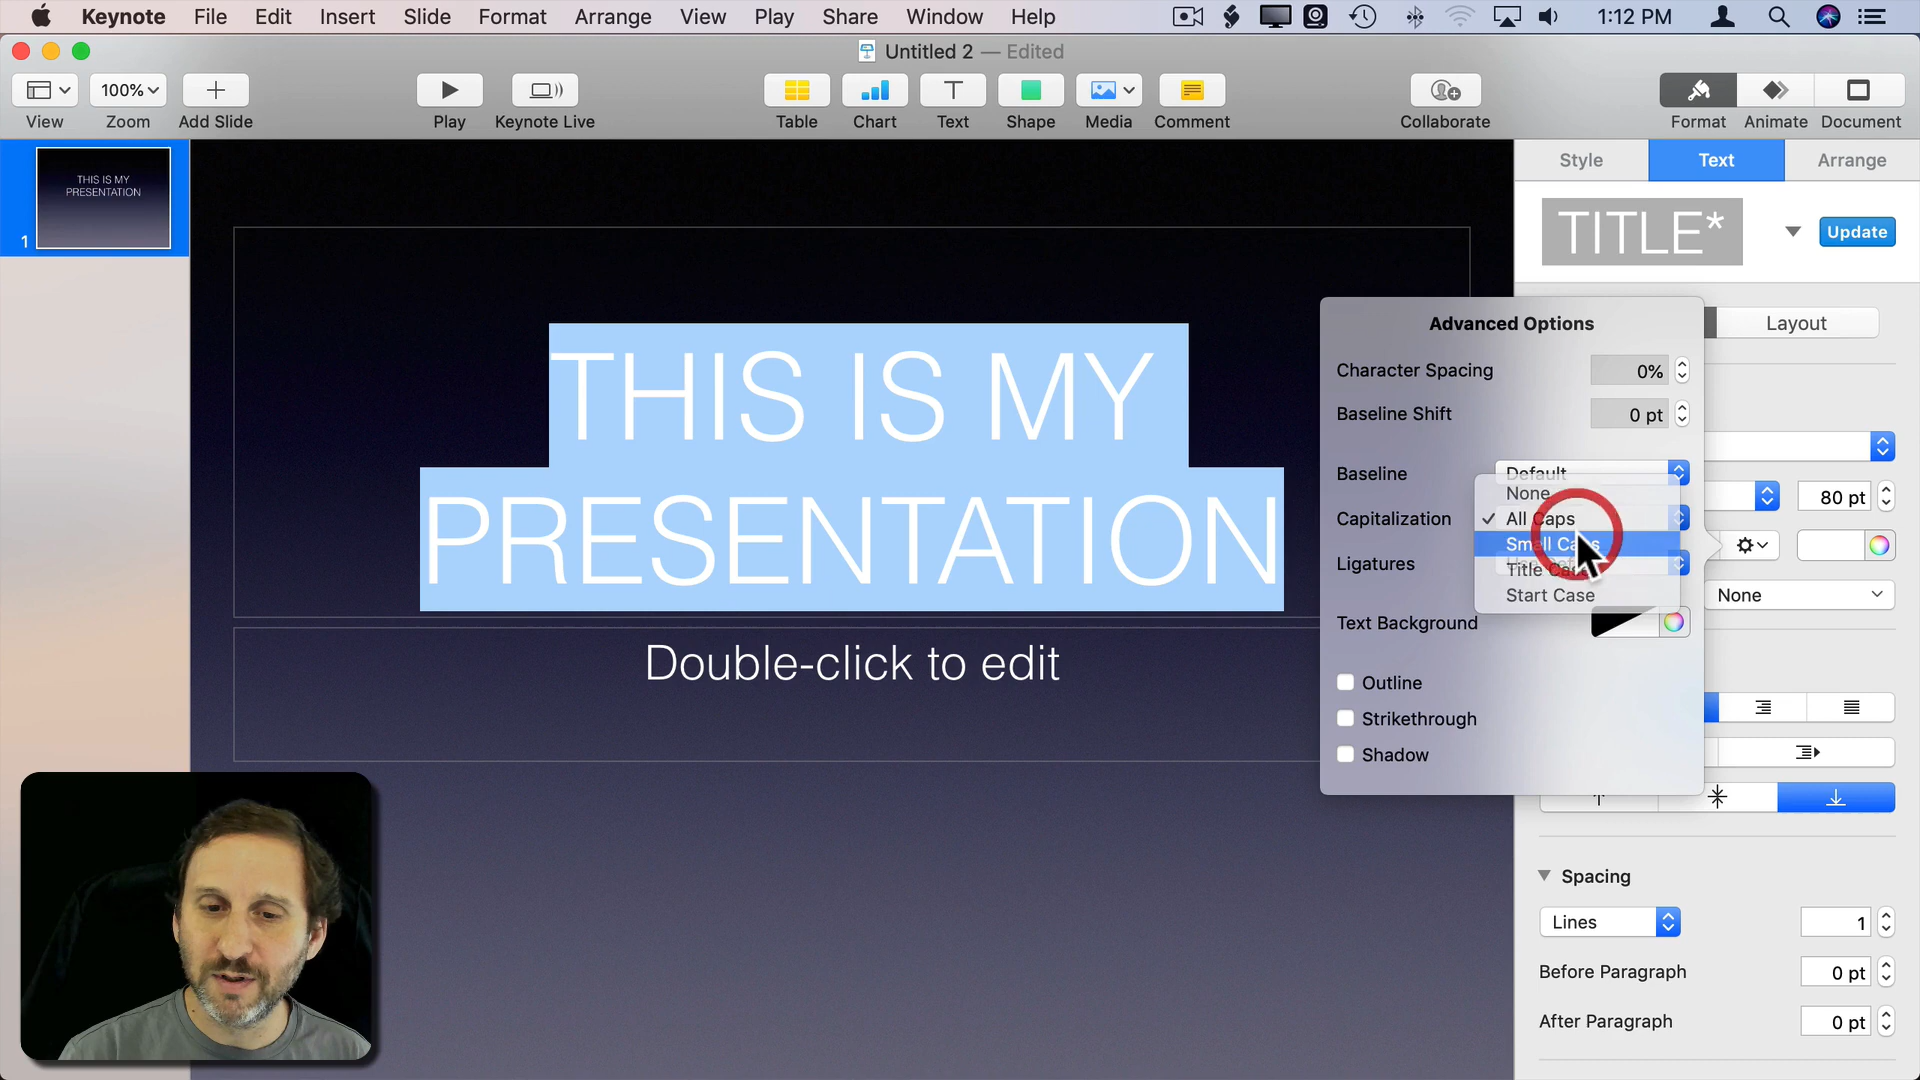 Keynote File Edit Insert Slide Format Arrange View Play Share Window Help 1:12 PM
Untitled 2 — Edited
100%
View Zoom Add Slide Play Keynote Live Table Chart Text Shape Media Comment Collaborate Format Animate Document
Style Text Arrange
THIS IS MY
PRESENTATION
1
TITLE* Update
Advanced Options
Layout
Character Spacing 0%
Baseline Shift 0 pt
Baseline Default
None
Capitalization ✓ All Caps
Small Caps
Ligatures
Title Case
Start Case
80 pt
None
Text Background
Outline
Strikethrough
Shadow
THIS IS MY
PRESENTATION
Double-click to edit
Spacing
Lines 1
Before Paragraph 0 pt
After Paragraph 0 pt